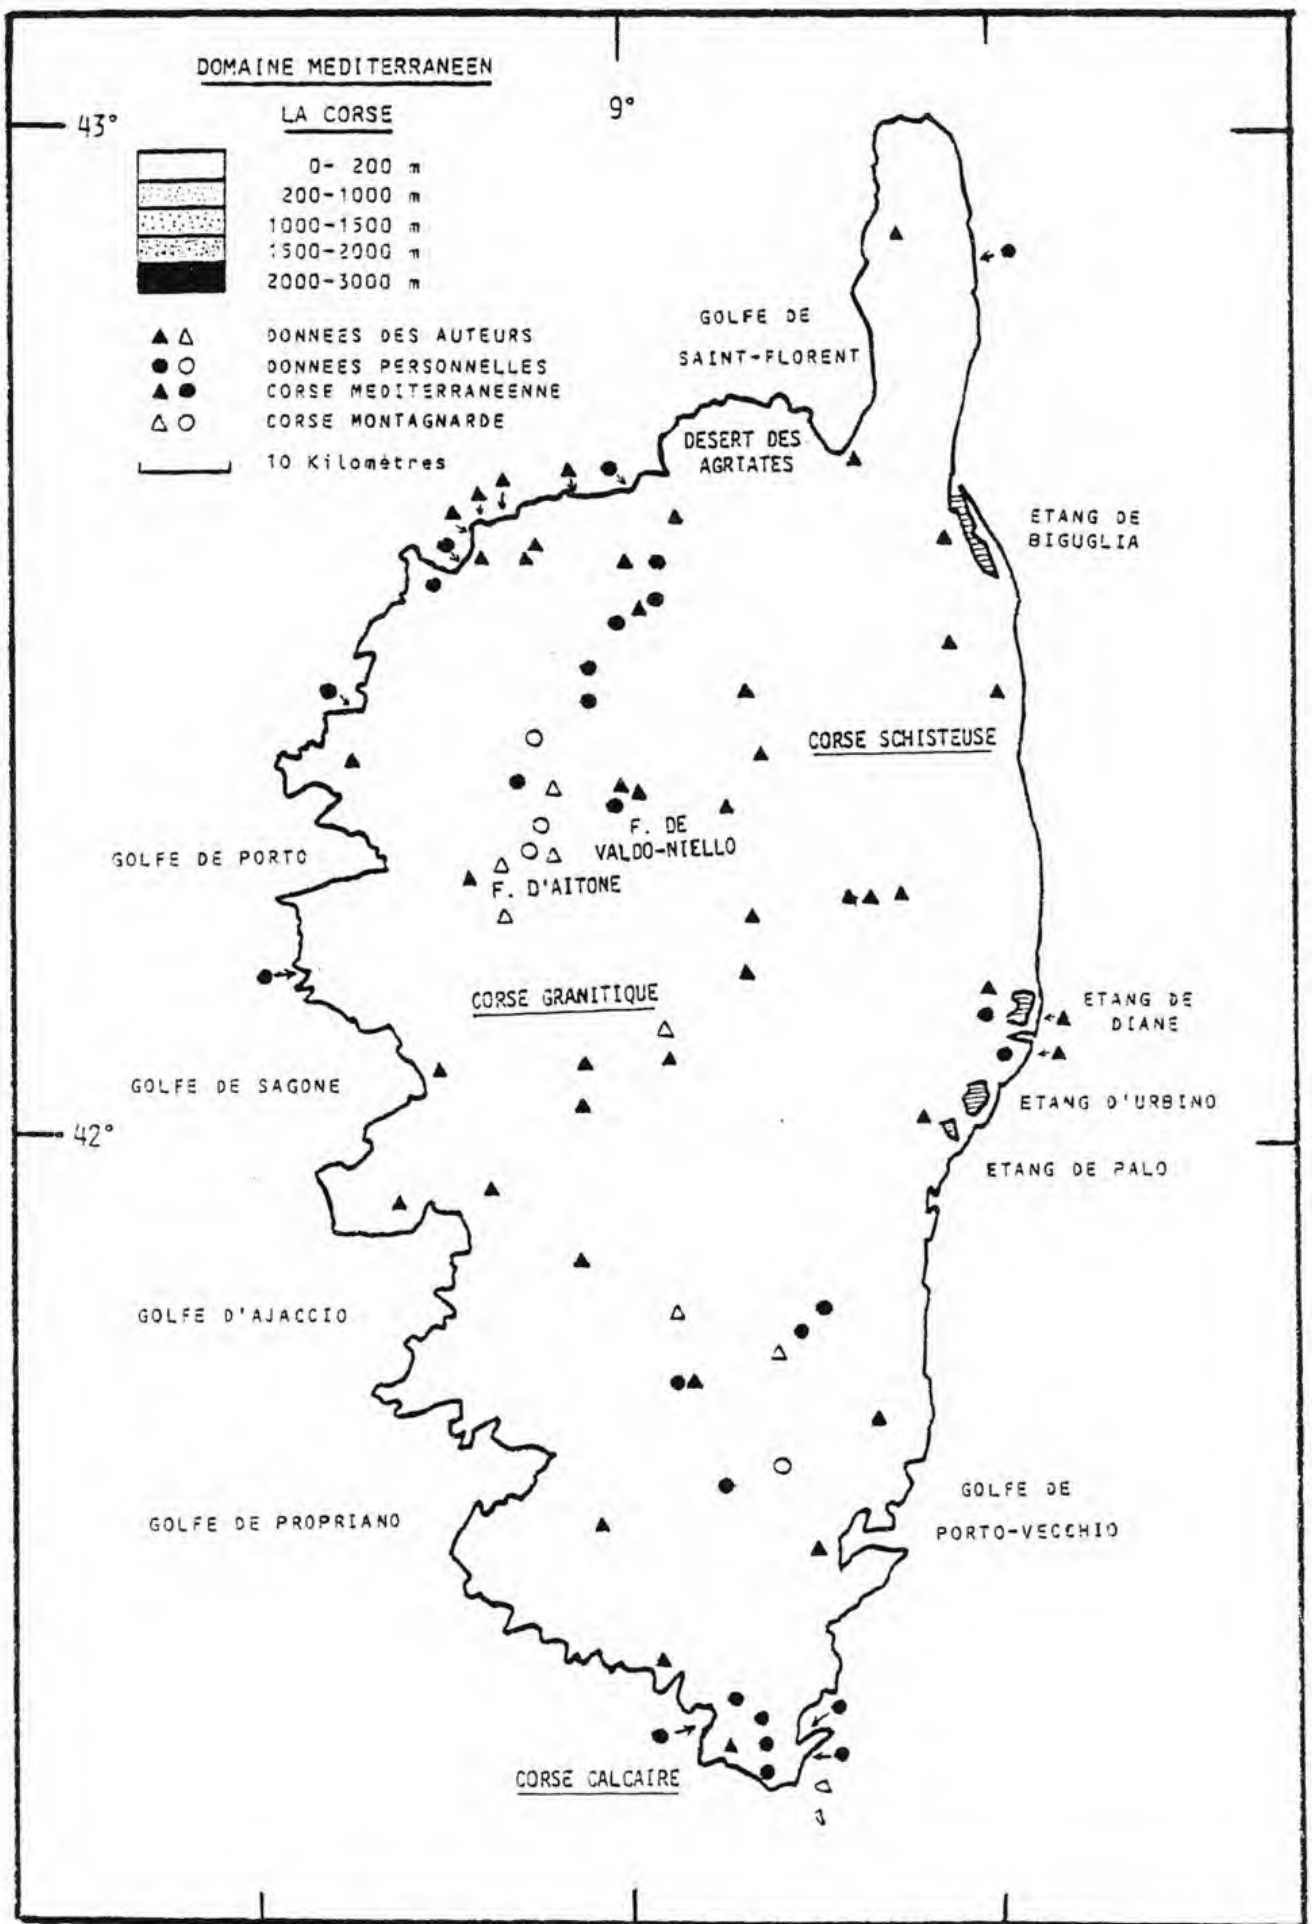 DOMAINE MEDITERRANEEN
LA CORSE
9°
43°
0- 200 m
200-1000 m
1000-1500 m
1500-2000 m
2000-3000 m
DONNEES DES AUTEURS
DONNEES PERSONNELLES
CORSE MEDITERRANEENNE
CORSE MONTAGNARDE
10 Kilomètres
GOLFE DE
SAINT-FLORENT
DESERT DES
AGRIATES
ETANG DE
BIGUGLIA
CORSE SCHISTEUSE
F. DE
VALDO-NIELLO
GOLFE DE PORTO
F. D'AITONE
CORSE GRANITIQUE
ETANG DE
DIANE
GOLFE DE SAGONE
ETANG D'URBINO
42°
ETANG DE PALO
GOLFE D'AJACCIO
GOLFE DE
PORTO-VECCHIO
GOLFE DE PROPRIANO
CORSE CALCAIRE